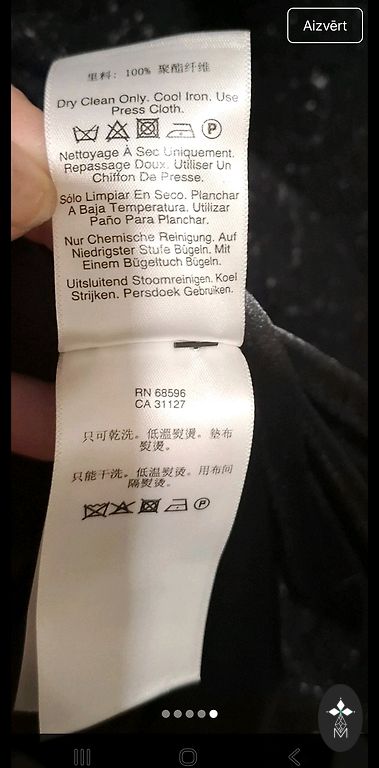 Aizvērt
里料: 100% 聚酯纤维
Dry Clean Only. Cool Iron. Use
Press Cloth.
P
Nettoyage À Sec Uniquement.
Repassage Doux. Utiliser Un
Chiffon De Presse.
Sólo Limpiar En Seco. Planchar
A Baja Temperatura. Utilizar
Paño Para Planchar.
Nur Chemische Reinigung. Auf
Niedrigster Stufe Bügeln. Mit
Einem Bügeltuch Bügeln.
Uitsluitend Stoomreinigen. Koel
Strijken. Persdoek Gebruiken.
RN 68596
CA 31127
只可乾洗。低溫熨燙。墊布
熨燙。
只能干洗。低温熨烫。用布间
隔熨烫。
P
M